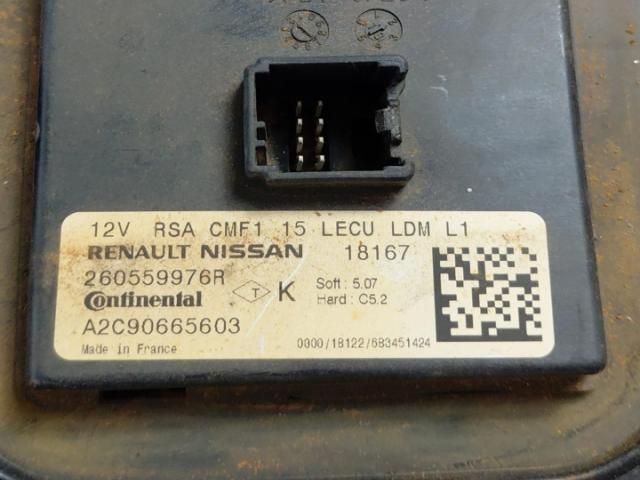 12V RSA CMF1 15 LECU LDM L1
RENAULT NISSAN 18167
260559976R
Continental T K Soft : 5.07
Hard : C5.2
A2C90665603
Made in France 0000/18122/683451424